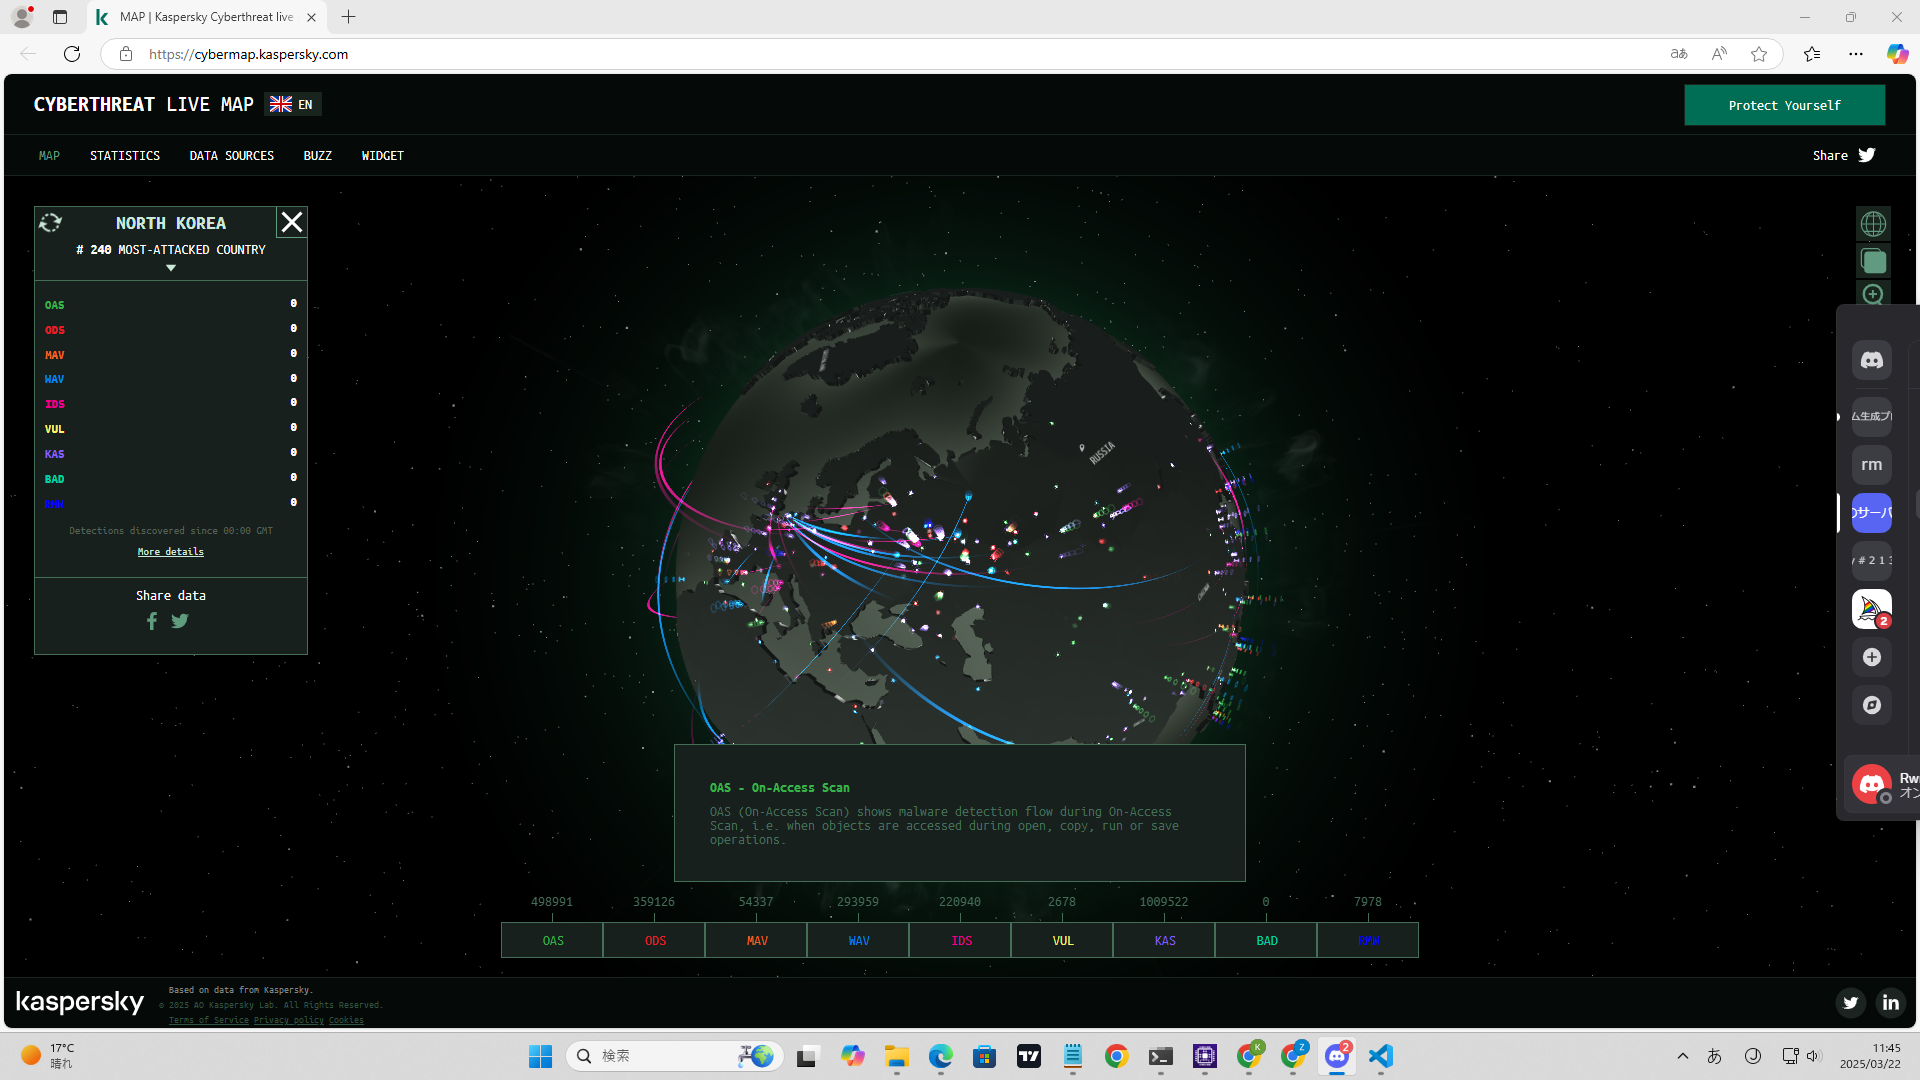 MAP | Kaspersky Cyberthreat live
https://cybermap.kaspersky.com
CYBERTHREAT LIVE MAP
EN
Protect Yourself
MAP
STATISTICS
DATA SOURCES
BUZZ
WIDGET
Share
NORTH KOREA
# 240 MOST-ATTACKED COUNTRY
OAS 0
ODS 0
MAV 0
WAV 0
IDS 0
VUL 0
KAS 0
BAD 0
RMW 0
Detections discovered since 00:00 GMT
More details
Share data
RUSSIA
ム生成プ
rm
のサーバ
y # 2 1 3
2
Rw
オン
OAS - On-Access Scan
OAS (On-Access Scan) shows malware detection flow during On-Access
Scan, i.e. when objects are accessed during open, copy, run or save
operations.
498991
359126
54337
293959
220940
2678
1009522
0
7978
OAS
ODS
MAV
WAV
IDS
VUL
KAS
BAD
RMW
kaspersky
Based on data from Kaspersky.
© 2025 AO Kaspersky Lab. All Rights Reserved.
Terms of Service Privacy policy Cookies
17°C
晴れ
検索
K
Z
2
あ
11:45
2025/03/22